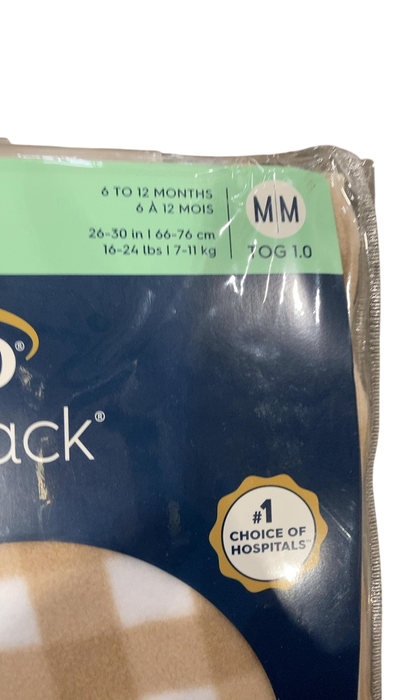 6 TO 12 MONTHS
6 À 12 MOIS
26-30 in | 66-76 cm
16-24 lbs | 7-11 kg
M|M
TOG 1.0
o®
ack®
#1
CHOICE OF
HOSPITALS™